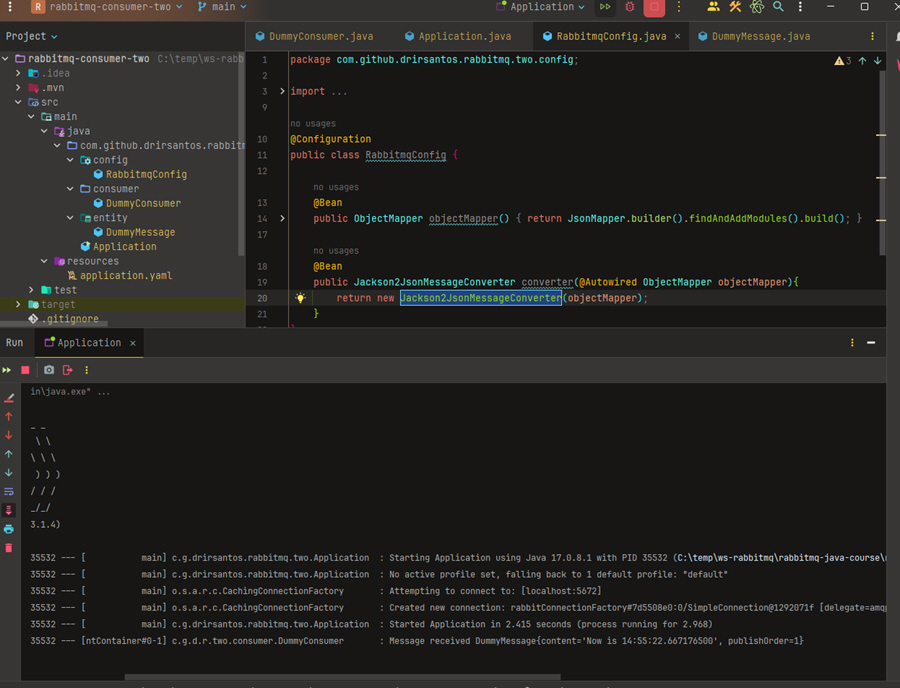 R rabbitmq-consumer-two main Application
Project DummyConsumer.java Application.java RabbitmqConfig.java DummyMessage.java
rabbitmq-consumer-two C:\temp\ws-rabb
.idea
.mvn
src
main
java
com.github.drirsantos.rabbitm
config
RabbitmqConfig
consumer
DummyConsumer
entity
DummyMessage
Application
resources
application.yaml
test
target
.gitignore
1 package com.github.drirsantos.rabbitmq.two.config; 3
2
3 import ...
9
no usages
10 @Configuration
11 public class RabbitmqConfig {
12
no usages
13 @Bean
14 public ObjectMapper objectMapper() { return JsonMapper.builder().findAndAddModules().build(); }
17
no usages
18 @Bean
19 public Jackson2JsonMessageConverter converter(@Autowired ObjectMapper objectMapper){
20 return new Jackson2JsonMessageConverter(objectMapper);
21 }
Run Application
in\java.exe" ...
_ _
\ \
\ \ \
) ) )
/ / /
_/_/
3.1.4)
35532 --- [ main] c.g.drirsantos.rabbitmq.two.Application : Starting Application using Java 17.0.8.1 with PID 35532 (C:\temp\ws-rabbitmq\rabbitmq-java-course\
35532 --- [ main] c.g.drirsantos.rabbitmq.two.Application : No active profile set, falling back to 1 default profile: "default"
35532 --- [ main] o.s.a.r.c.CachingConnectionFactory : Attempting to connect to: [localhost:5672]
35532 --- [ main] o.s.a.r.c.CachingConnectionFactory : Created new connection: rabbitConnectionFactory#7d5508e0:0/SimpleConnection@1292071f [delegate=amq
35532 --- [ main] c.g.drirsantos.rabbitmq.two.Application : Started Application in 2.415 seconds (process running for 2.968)
35532 --- [ntContainer#0-1] c.g.d.r.two.consumer.DummyConsumer : Message received DummyMessage{content='Now is 14:55:22.667176500', publishOrder=1}